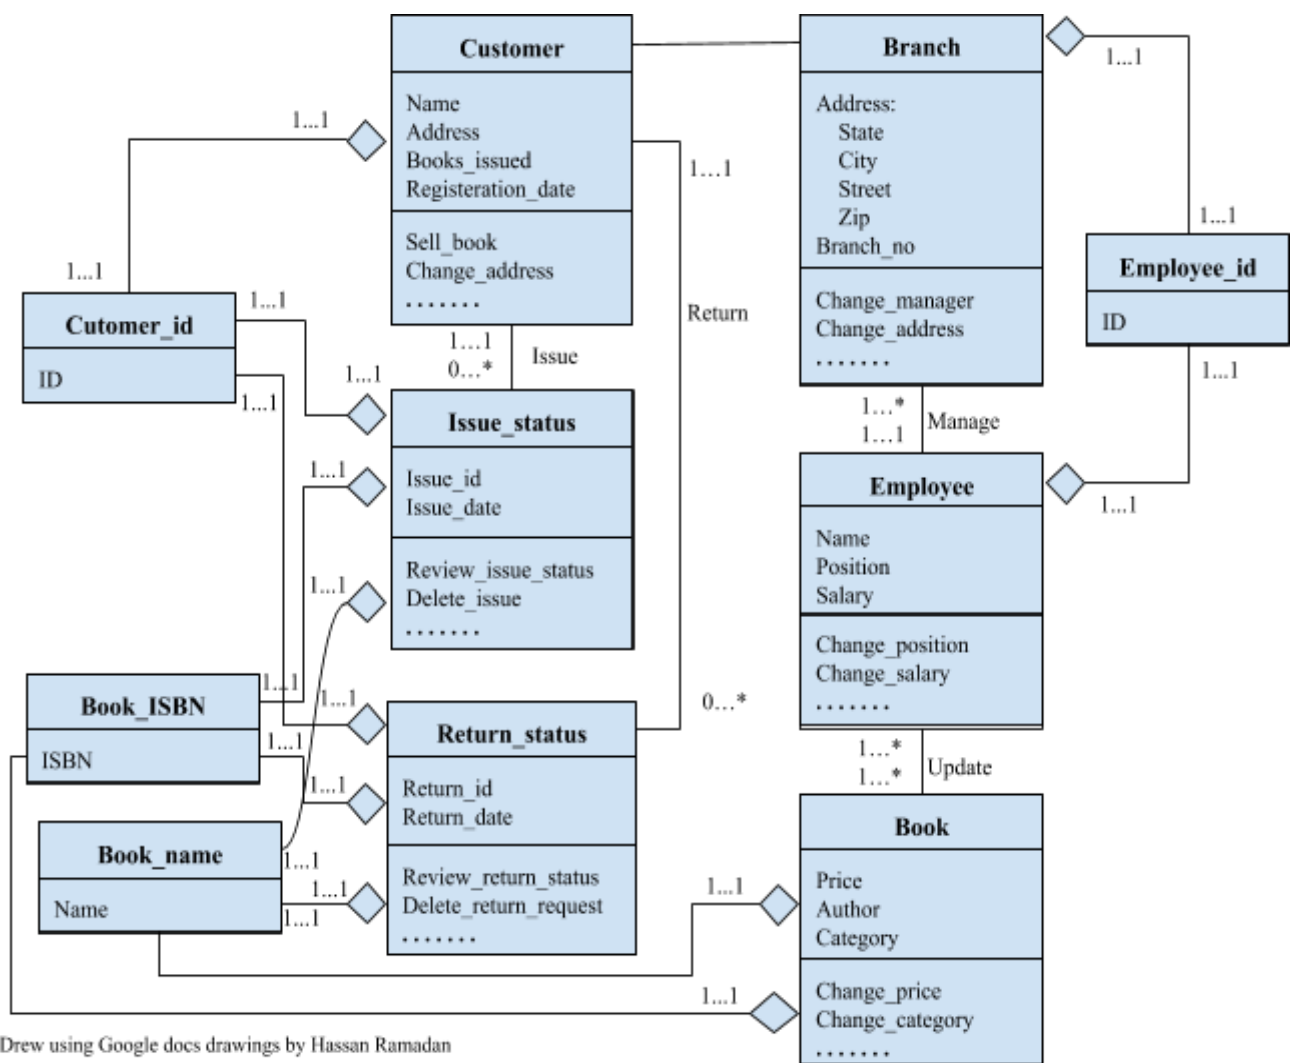 Customer
Name
Address
Books_issued
Registeration_date
Sell_book
Change_address
. . . . . . .
Branch
Address:
State
City
Street
Zip
Branch_no
Change_manager
Change_address
. . . . . . .
1...1
1...1
Employee_id
ID
1...1
1...1
1...1
Cutomer_id
ID
1...1
1...1
1...1
1…1
Return
0…*
1…1
0…*
Issue
1...1
Issue_status
Issue_id
Issue_date
Review_issue_status
Delete_issue
. . . . . . .
1...1
1...1
1…*
1…1
Manage
Employee
Name
Position
Salary
Change_position
Change_salary
. . . . . . .
1...1
Book_ISBN
ISBN
1...1
1...1
1...1
1...1
Return_status
Return_id
Return_date
Review_return_status
Delete_return_request
. . . . . . .
Book_name
Name
1...1
1...1
1...1
1…*
1…*
Update
Book
Price
Author
Category
Change_price
Change_category
. . . . . . .
1...1
1...1
Drew using Google docs drawings by Hassan Ramadan